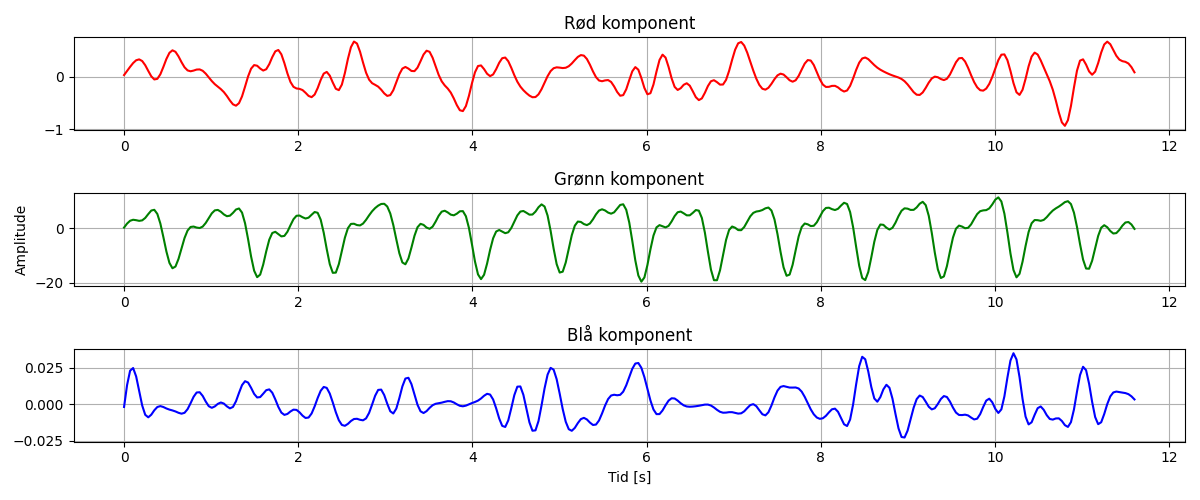 Rød komponent
0
−1
0 2 4 6 8 10 12
Grønn komponent
Amplitude
0
−20
0 2 4 6 8 10 12
Blå komponent
0.025
0.000
−0.025
0 2 4 6 8 10 12
Tid [s]